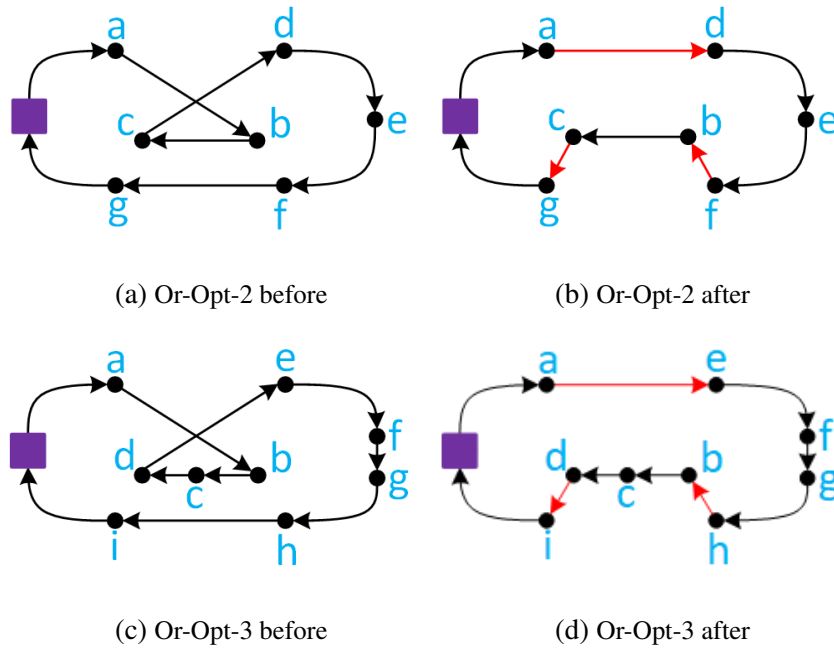 a d a d
c b e c b e
g f g f
(a) Or-Opt-2 before (b) Or-Opt-2 after
a e a e
d c b f g d c b f g
i h i h
(c) Or-Opt-3 before (d) Or-Opt-3 after